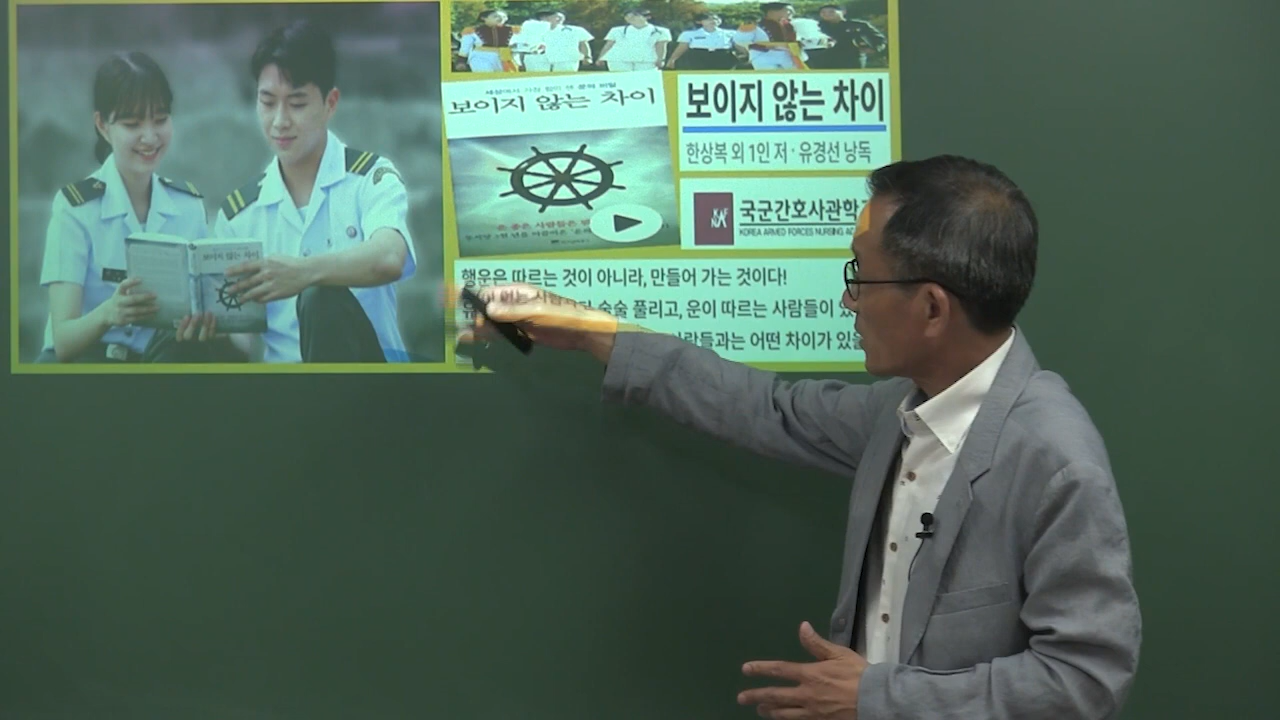 보이지 않는 차이
보이지 않는 차이
한상복 외 1인 저 · 유경선 낭독
국군간호사관학교
KOREA ARMED FORCES NURSING
행운은 따르는 것이 아니라, 만들어 가는 것이다!
술술 풀리고, 운이 따르는 사람들이
사람들과는 어떤 차이가
보이지 않는 차이